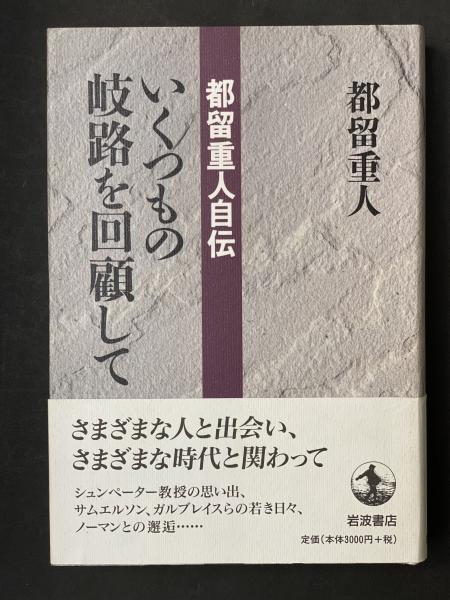 都留重人
都留重人自伝
いくつもの
岐路を回顧して
さまざまな人と出会い、
さまざまな時代と関わって
シュンペーター教授の思い出、
サムエルソン、ガルブレイスらの若き日々、
ノーマンとの邂逅……
岩波書店
定価(本体3000円+税)